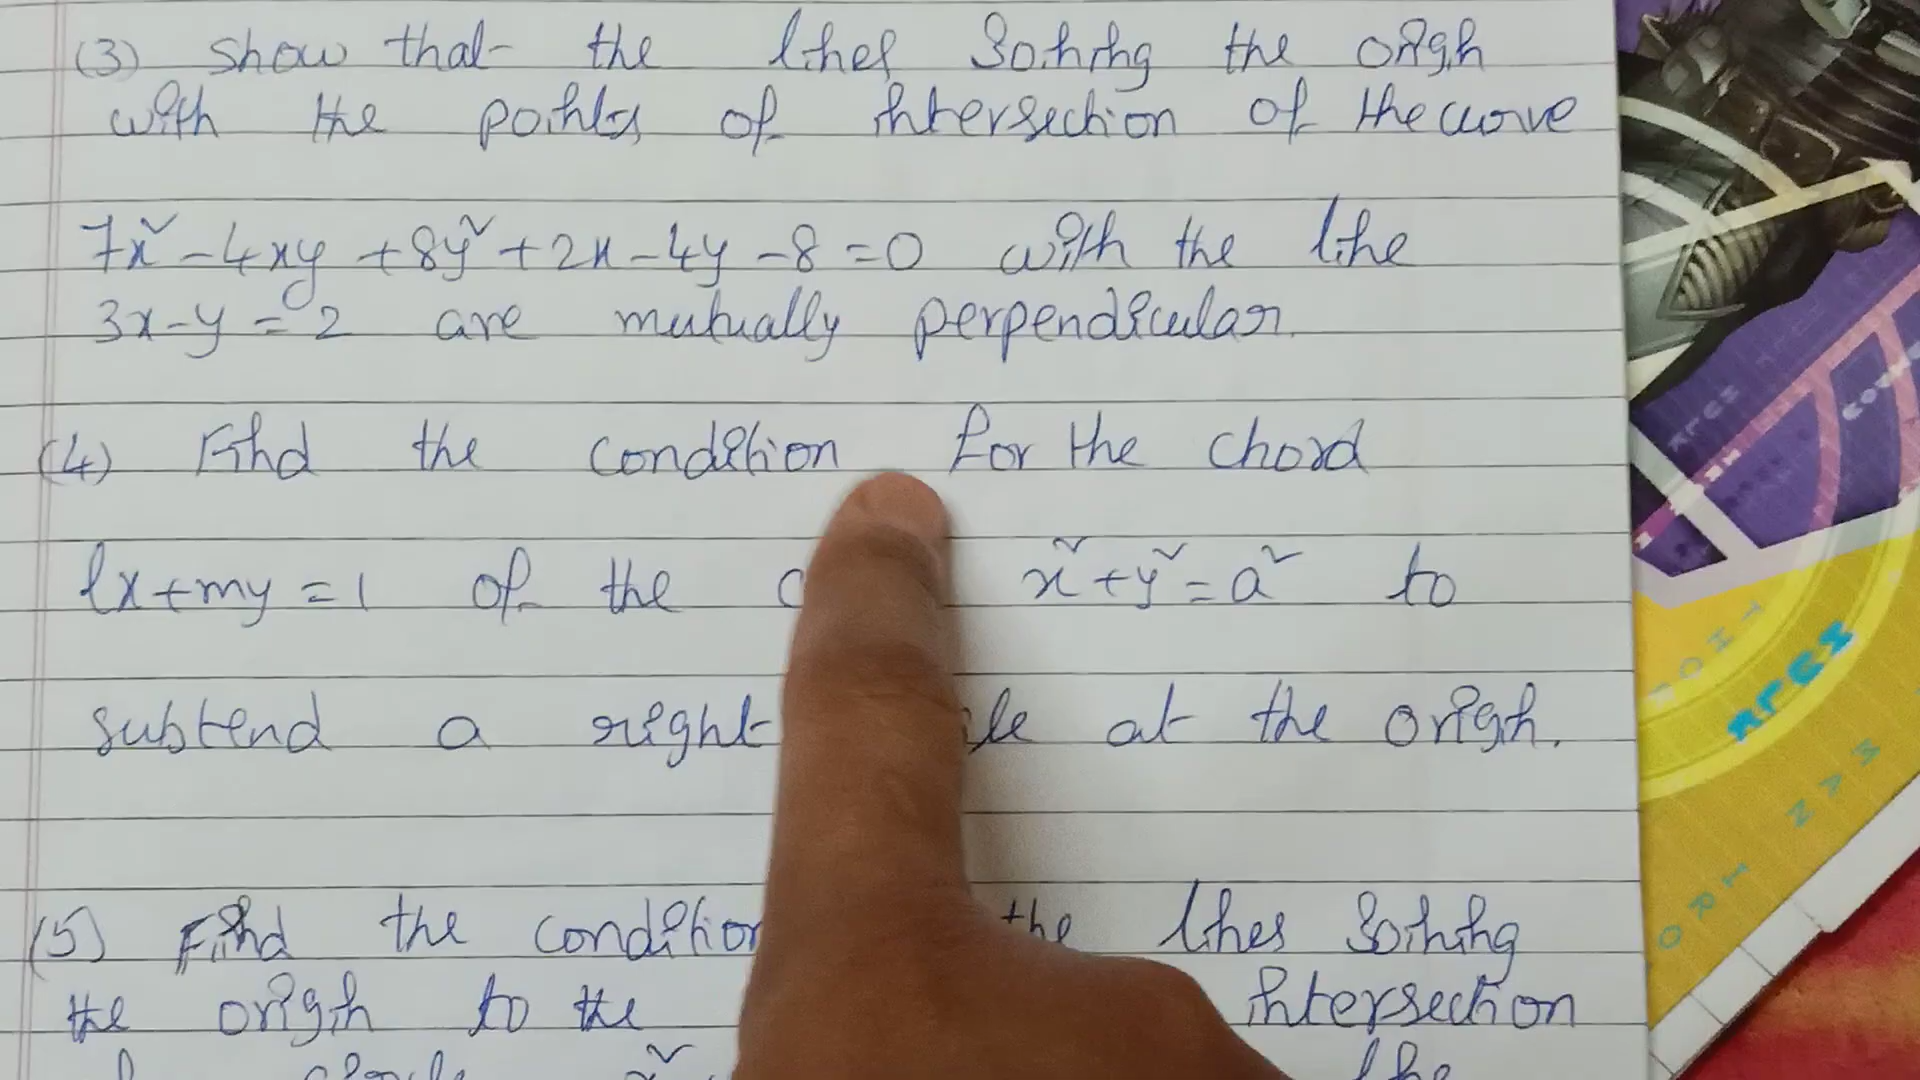 (3) Show that the lines Joining the origin
with the points of intersection of the curve
7x² - 4xy + 8y² + 2x - 4y - 8 = 0 with the line
3x - y = 2 are mutually perpendicular.
(4) Find the condition for the chord
lx + my = 1 of the x² + y² = a² to
subtend a right at the origin.
(5) Find the condition the lines Joining
the origin to the intersection